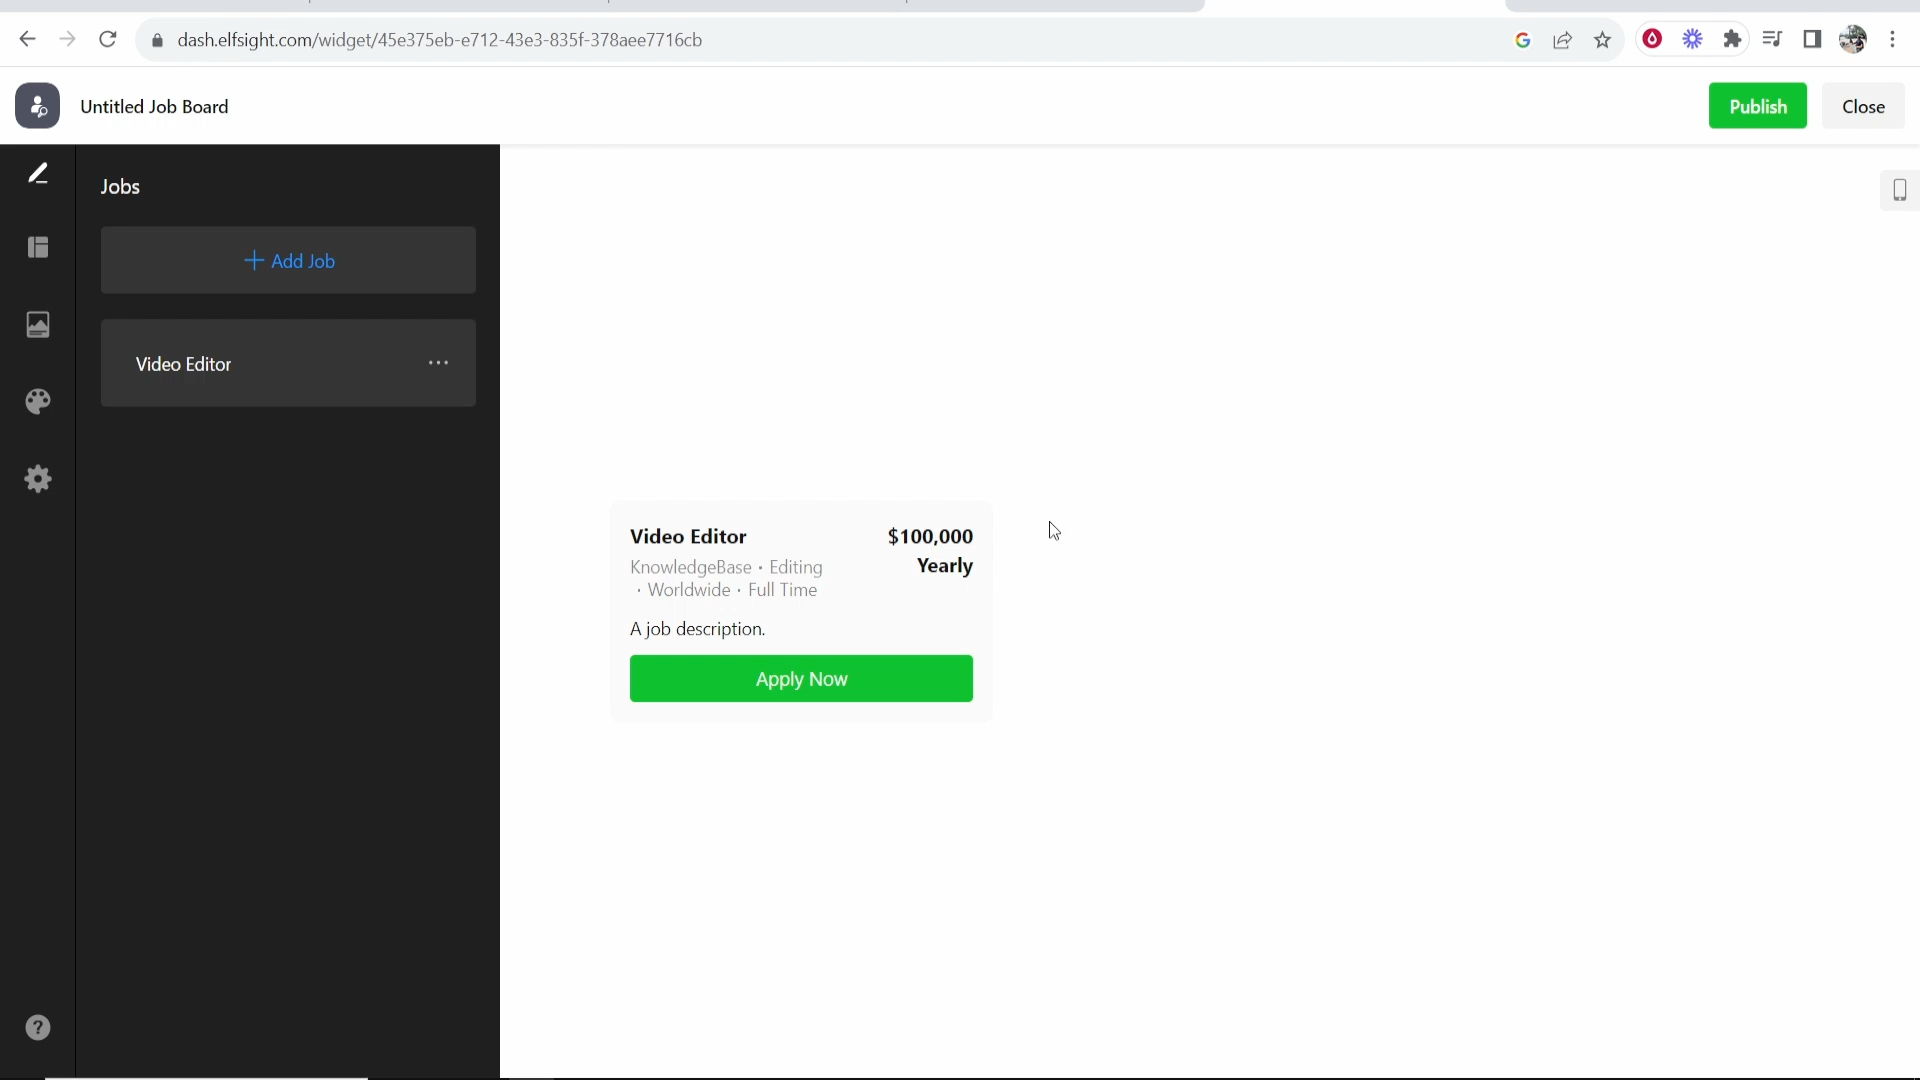 dash.elfsight.com/widget/45e375eb-e712-43e3-835f-378aee7716cb
Untitled Job Board
Publish
Close
Jobs
+ Add Job
Video Editor
Video Editor
$100,000
Yearly
KnowledgeBase • Editing
• Worldwide • Full Time
A job description.
Apply Now